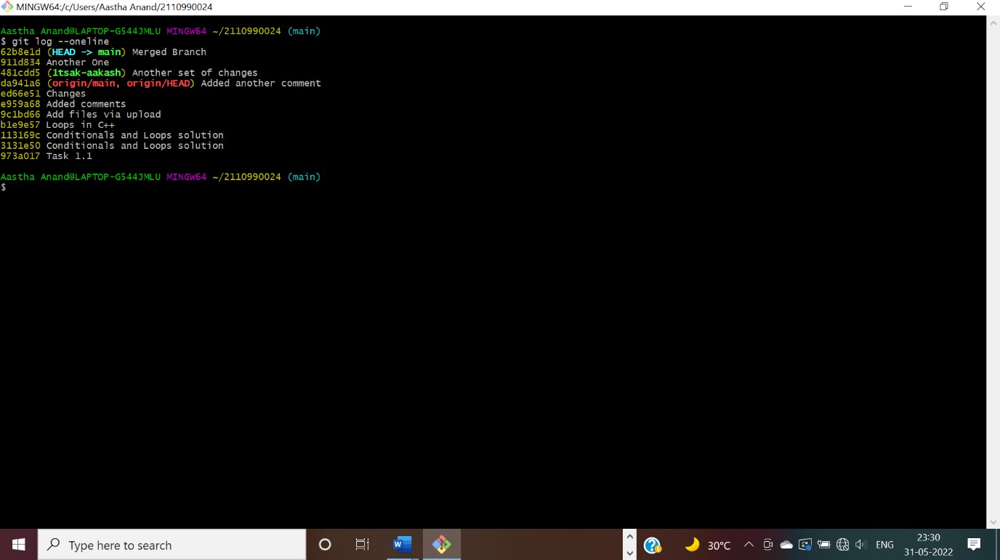 MINGW64:/c/Users/Aastha Anand/2110990024
Aastha Anand@LAPTOP-G544JMLU MINGW64 ~/2110990024 (main)
$ git log --oneline
62b8e1d (HEAD -> main) Merged Branch
911d834 Another One
481cdd5 (1tsak-aakash) Another set of changes
da941a6 (origin/main, origin/HEAD) Added another comment
ed66e51 Changes
e959a68 Added comments
9c1bd66 Add files via upload
b1e9e57 Loops in C++
113169c Conditionals and Loops solution
3131e50 Conditionals and Loops solution
973a017 Task 1.1
Aastha Anand@LAPTOP-G544JMLU MINGW64 ~/2110990024 (main)
$
Type here to search
W
30°C
ENG
23:30
31-05-2022